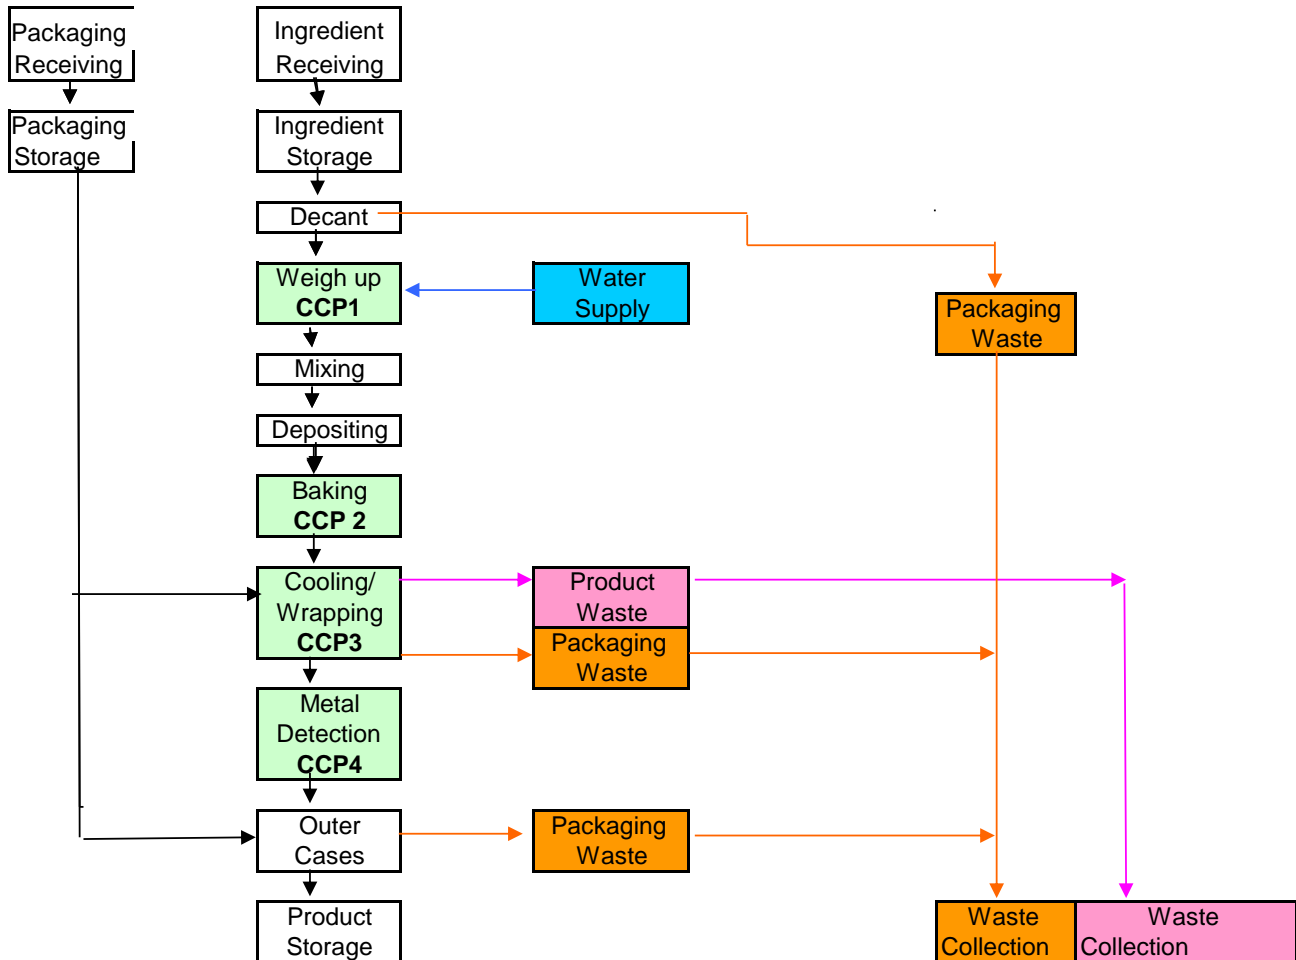 Packaging
Receiving
Ingredient
Receiving
Packaging
Storage
Ingredient
Storage
Decant
Weigh up
CCP1
Water
Supply
Packaging
Waste
Mixing
Depositing
Baking
CCP 2
Cooling/
Wrapping
CCP3
Product
Waste
Packaging
Waste
Metal
Detection
CCP4
Outer
Cases
Packaging
Waste
Product
Storage
Waste
Collection
Waste
Collection